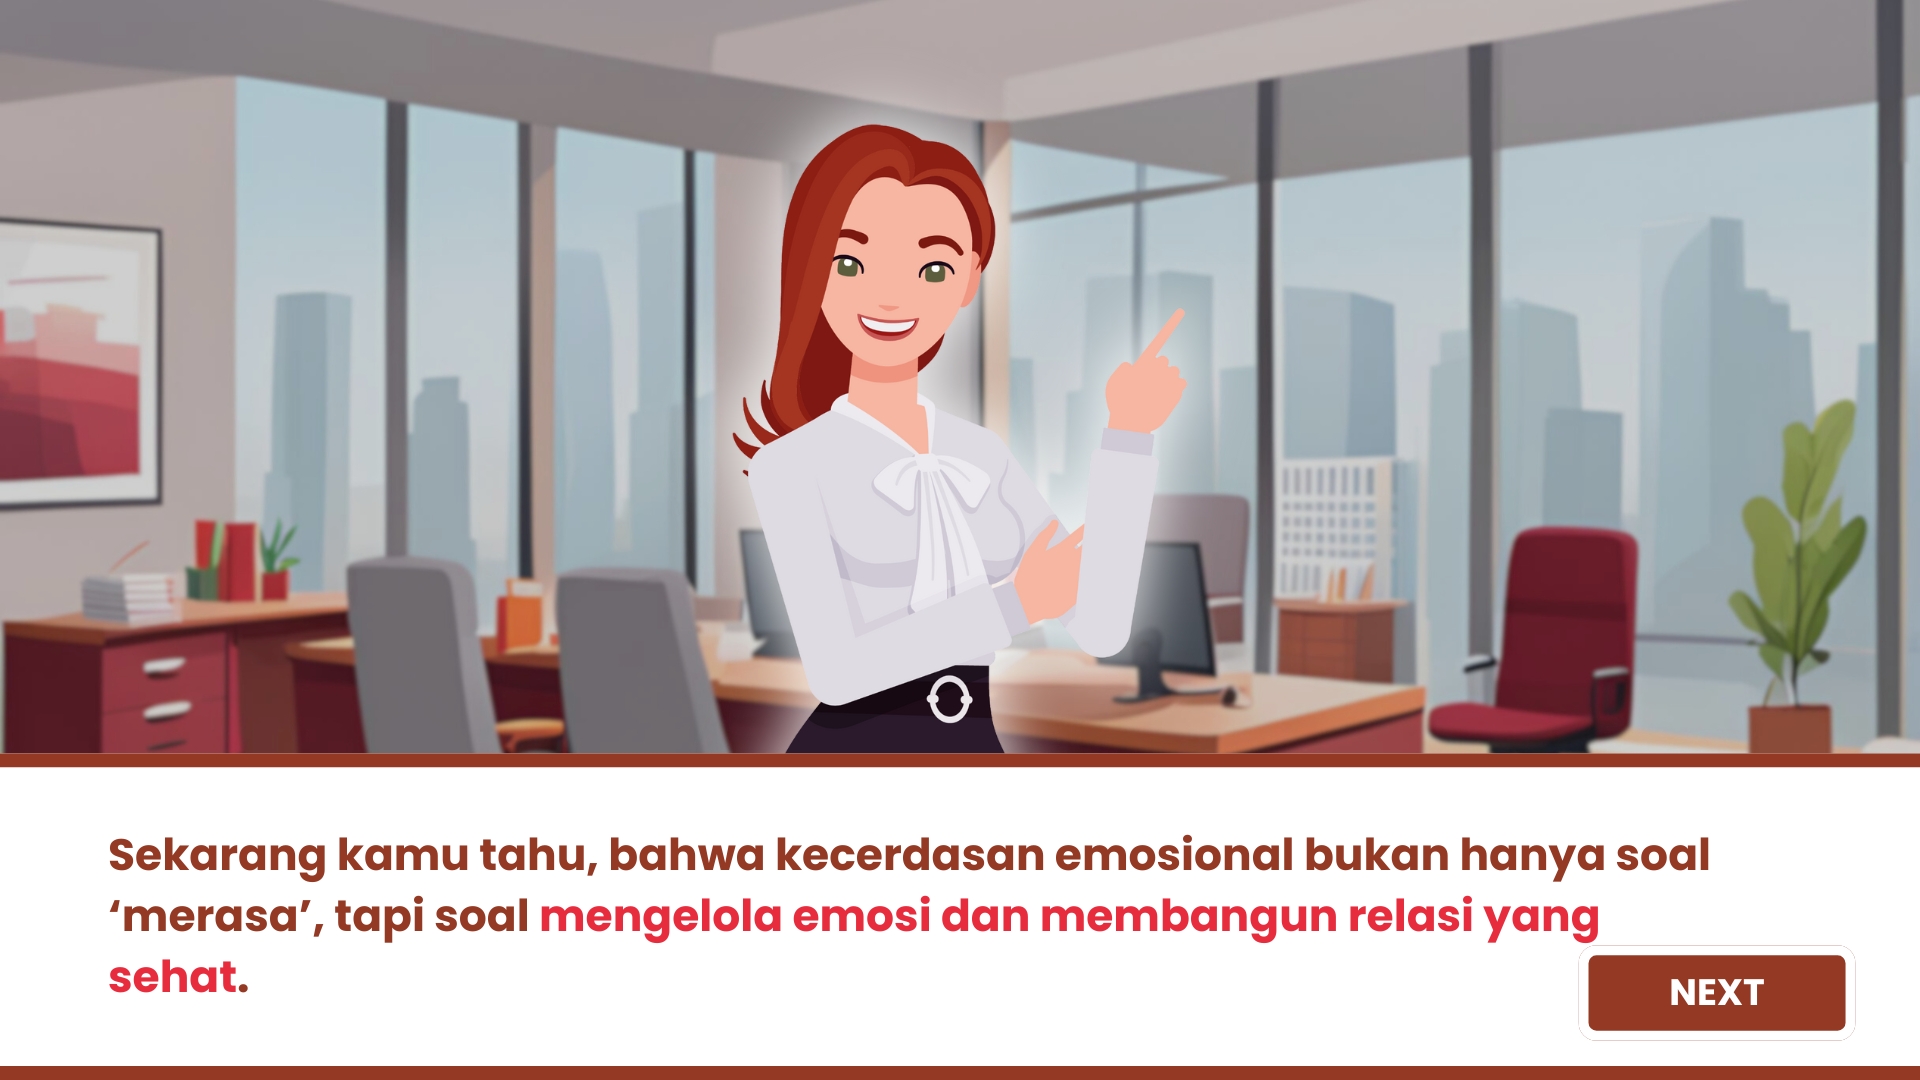 Sekarang kamu tahu, bahwa kecerdasan emosional bukan hanya soal
‘merasa’, tapi soal mengelola emosi dan membangun relasi yang
sehat.
NEXT